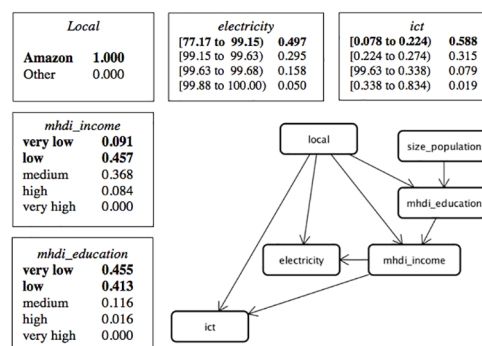 Local
Amazon 1.000
Other 0.000
electricity
[77.17 to 99.15) 0.497
[99.15 to 99.63) 0.295
[99.63 to 99.68) 0.158
[99.88 to 100.00) 0.050
ict
[0.078 to 0.224) 0.588
[0.224 to 0.274) 0.315
[99.63 to 0.338) 0.079
[0.338 to 0.834) 0.019
mhdi_income
very low 0.091
low 0.457
medium 0.368
high 0.084
very high 0.000
mhdi_education
very low 0.455
low 0.413
medium 0.116
high 0.016
very high 0.000
local
size_population
mhdi_education
electricity
mhdi_income
ict